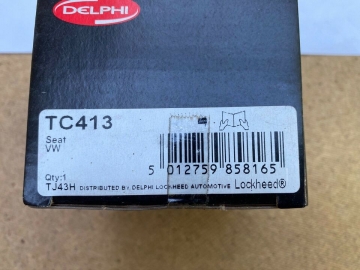 DELPHI
TC413
Seat
VW
5 012759 858165
Qty:1
TJ43H DISTRIBUTED BY DELPHI LOCKHEED AUTOMOTIVE Lockheed®